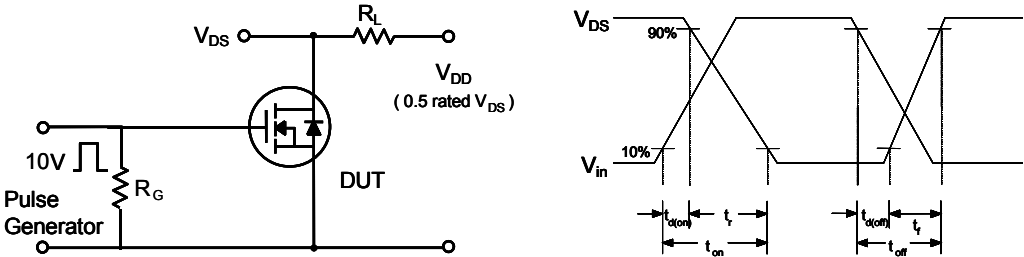 RL
VDS
VDD
( 0.5 rated VDS )
10V
RG
DUT
Pulse
Generator
VDS
90%
10%
Vin
td(on)
tr
td(off)
tf
ton
toff